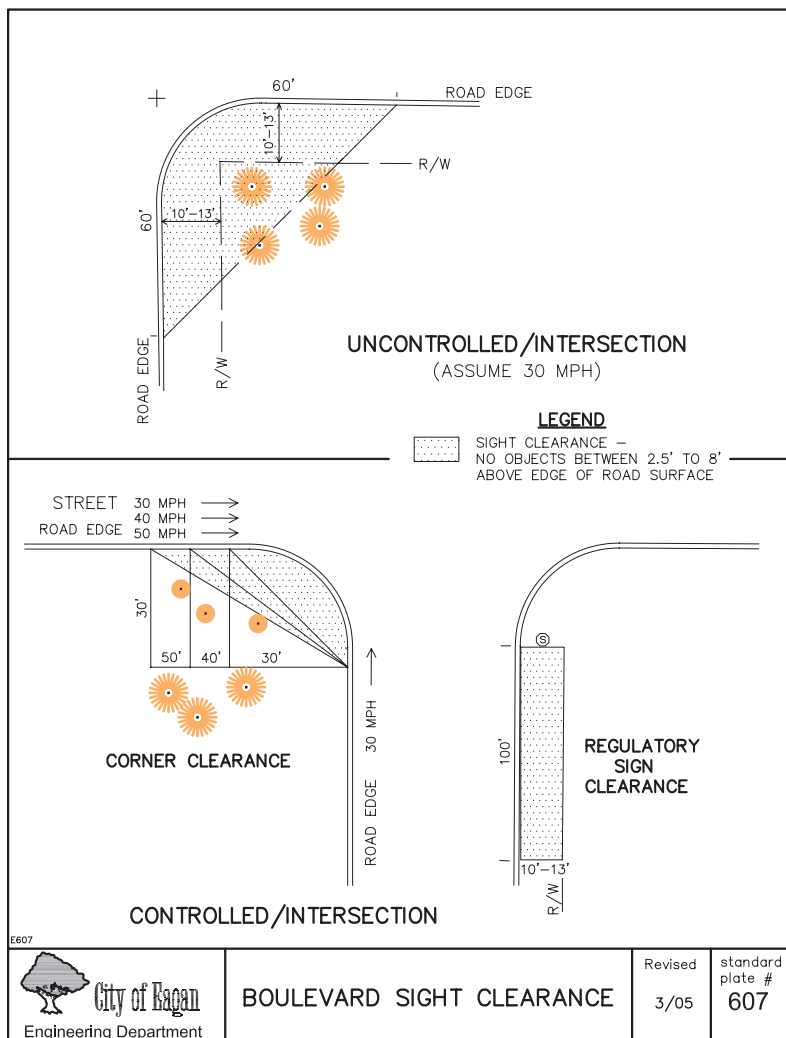 60'
ROAD EDGE
10'-13'
R/W
60'
10'-13'
ROAD EDGE
R/W
UNCONTROLLED/INTERSECTION
(ASSUME 30 MPH)
LEGEND
SIGHT CLEARANCE –
NO OBJECTS BETWEEN 2.5' TO 8'
ABOVE EDGE OF ROAD SURFACE
STREET 30 MPH
40 MPH
ROAD EDGE 50 MPH
30'
50' 40' 30'
CORNER CLEARANCE
ROAD EDGE 30 MPH
S
100'
REGULATORY
SIGN
CLEARANCE
10'-13'
R/W
CONTROLLED/INTERSECTION
E607
City of Eagan
Engineering Department
BOULEVARD SIGHT CLEARANCE
Revised
3/05
standard
plate #
607